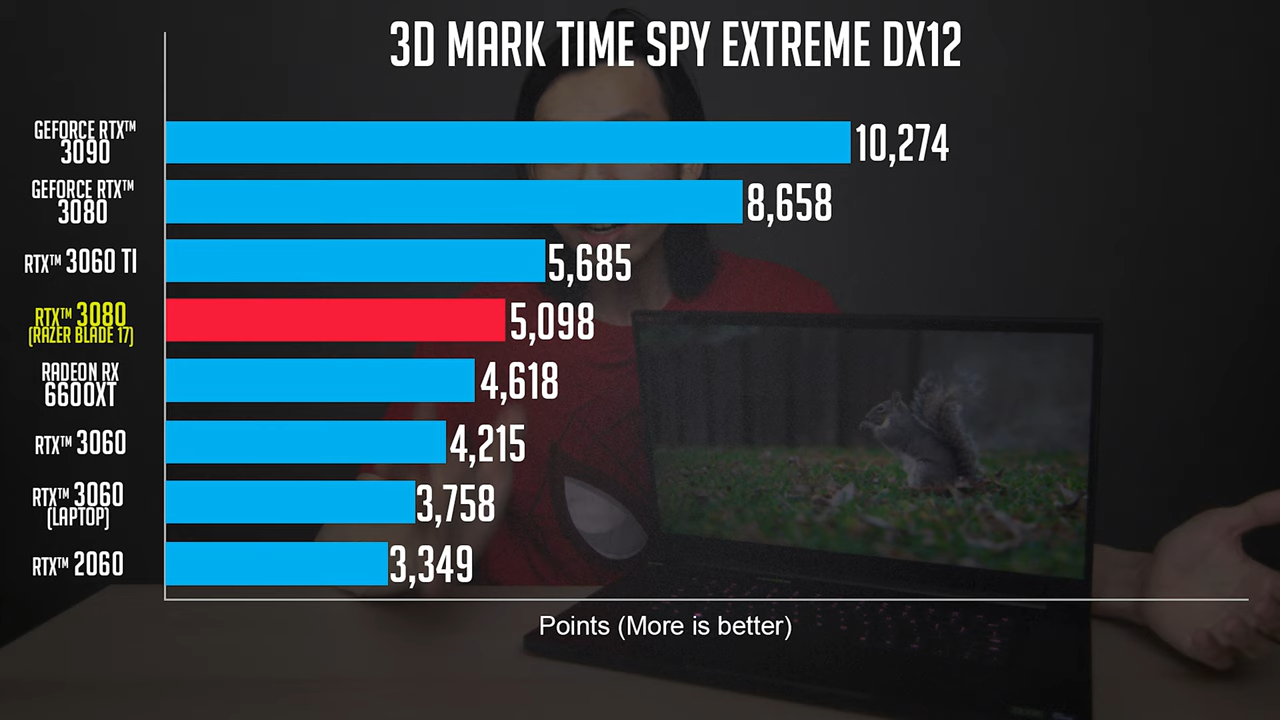 3D MARK TIME SPY EXTREME DX12
GEFORCE RTX™
3090
10,274
GEFORCE RTX™
3080
8,658
RTX™ 3060 TI
5,685
RTX™ 3080
(RAZER BLADE 17)
5,098
RADEON RX
6600XT
4,618
RTX™ 3060
4,215
RTX™ 3060
(LAPTOP)
3,758
RTX™ 2060
3,349
Points (More is better)